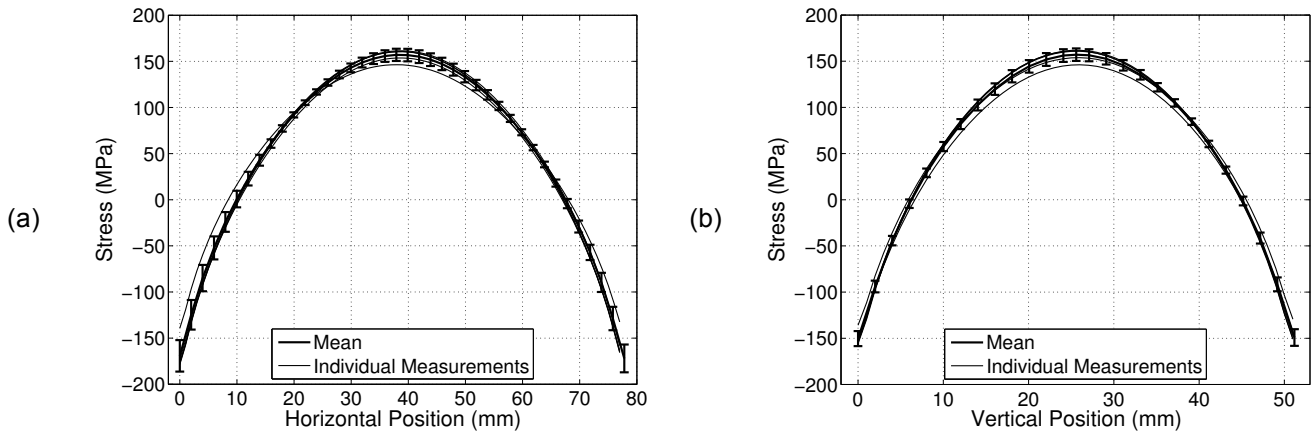 (a)
Stress (MPa)
200
150
100
50
0
−50
−100
−150
−200
0 10 20 30 40 50 60 70 80
Horizontal Position (mm)
Mean
Individual Measurements
(b)
Stress (MPa)
200
150
100
50
0
−50
−100
−150
−200
0 10 20 30 40 50
Vertical Position (mm)
Mean
Individual Measurements